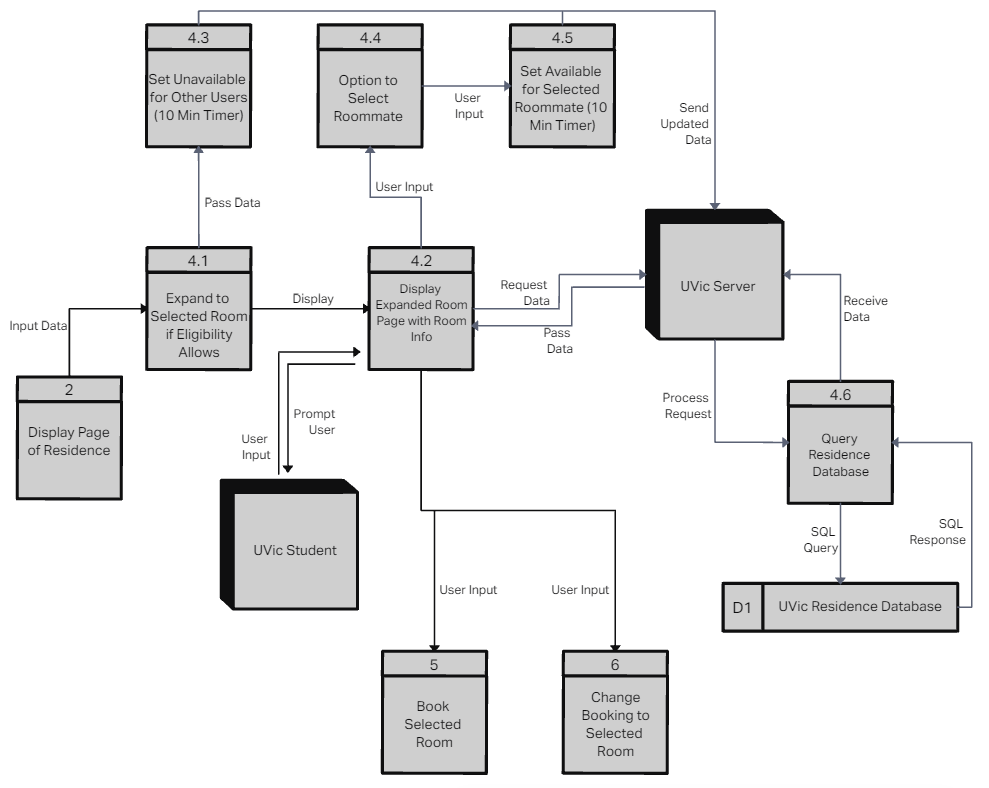 4.3
Set Unavailable
for Other Users
(10 Min Timer)
4.4
Option to
Select
Roommate
User
Input
4.5
Set Available
for Selected
Roommate (10
Min Timer)
Send
Updated
Data
Pass Data
User Input
4.1
Expand to
Selected Room
if Eligibility
Allows
Display
4.2
Display
Expanded Room
Page with Room
Info
Request
Data
Pass
Data
UVic Server
Receive
Data
Input Data
2
Display Page
of Residence
Prompt
User
User
Input
UVic Student
Process
Request
4.6
Query
Residence
Database
SQL
Query
SQL
Response
D1
UVic Residence Database
User Input
User Input
5
Book
Selected
Room
6
Change
Booking to
Selected
Room